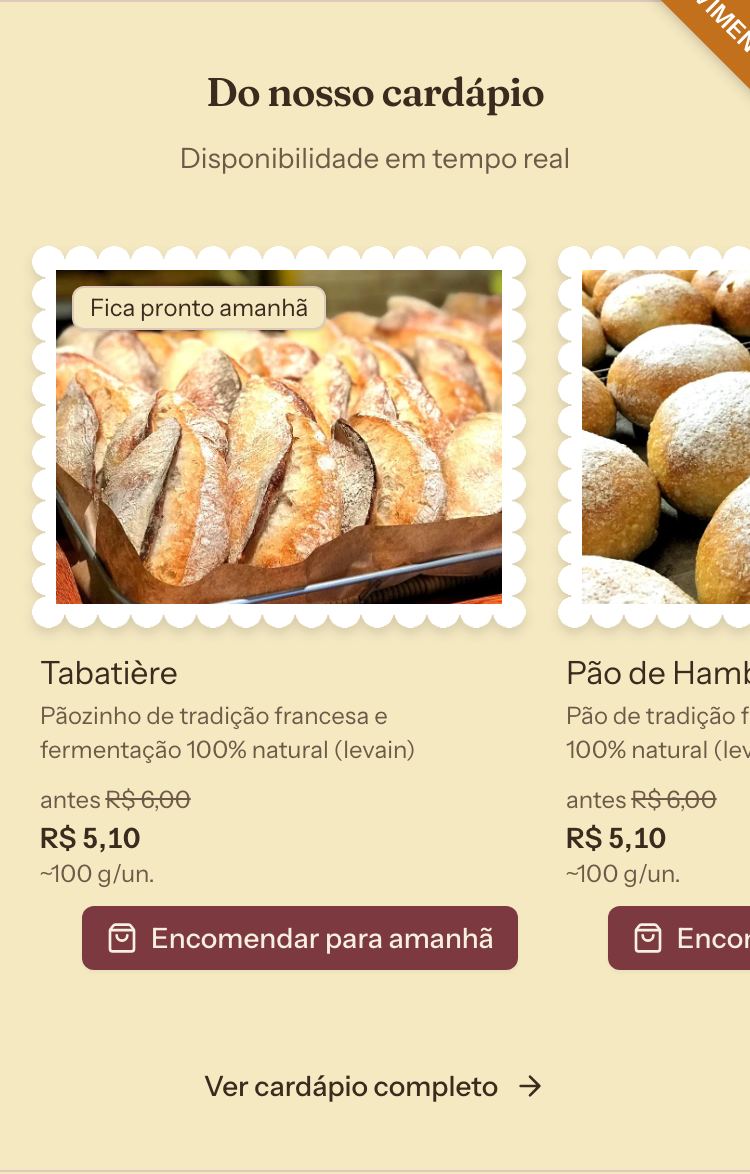 Do nosso cardápio
Disponibilidade em tempo real
Fica pronto amanhã
Tabatière
Pãozinho de tradição francesa e
fermentação 100% natural (levain)
antes R$ 6,00
R$ 5,10
~100 g/un.
Encomendar para amanhã
Pão de Hamb
Pão de tradição f
100% natural (lev
antes R$ 6,00
R$ 5,10
~100 g/un.
Encor
Ver cardápio completo →